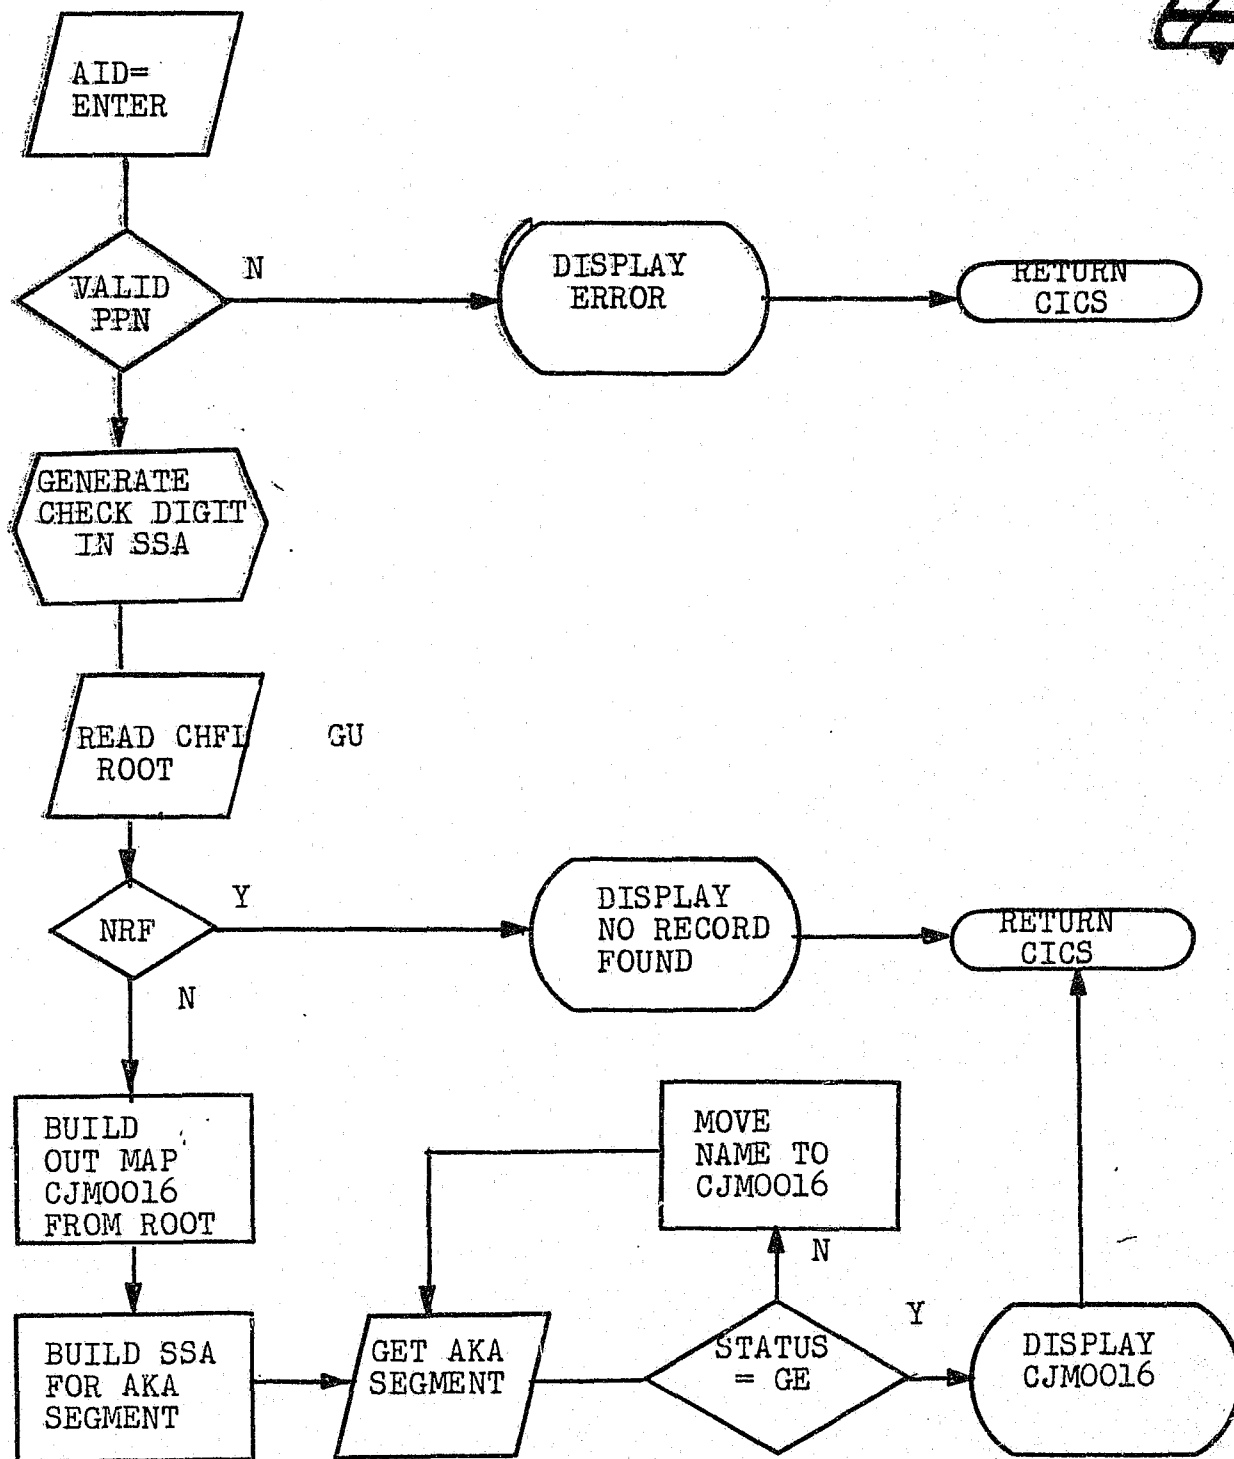 AID=
ENTER
VALID
PPN
N
DISPLAY
ERROR
RETURN
CICS
GENERATE
CHECK DIGIT
IN SSA
READ CHFL
ROOT
GU
NRF
Y
N
DISPLAY
NO RECORD
FOUND
RETURN
CICS
BUILD
OUT MAP
CJM0016
FROM ROOT
MOVE
NAME TO
CJM0016
N
BUILD SSA
FOR AKA
SEGMENT
GET AKA
SEGMENT
STATUS
= GE
Y
DISPLAY
CJM0016